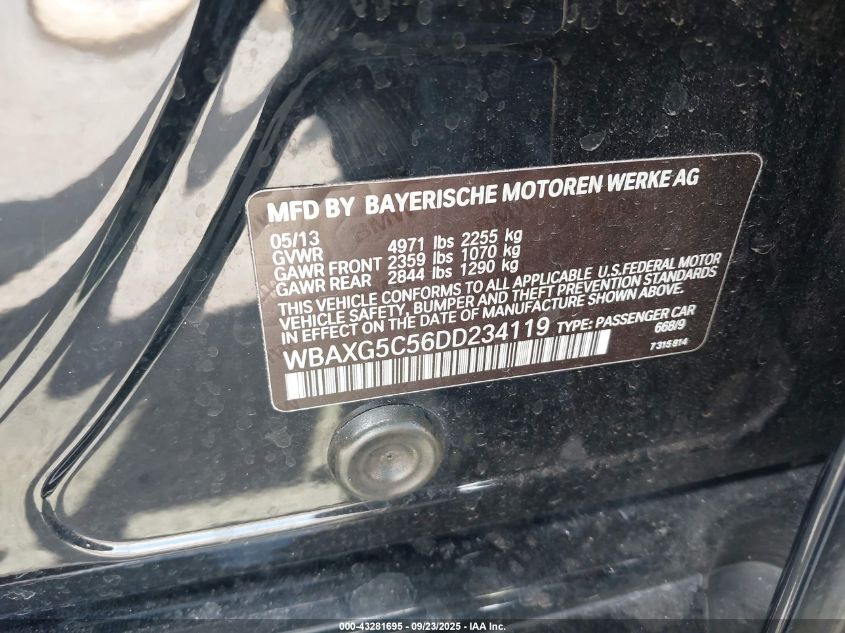 MFD BY BAYERISCHE MOTOREN WERKE AG
05/13
GVWR 4971 lbs 2255 kg
GAWR FRONT 2359 lbs 1070 kg
GAWR REAR 2844 lbs 1290 kg
THIS VEHICLE CONFORMS TO ALL APPLICABLE U.S.FEDERAL MOTOR
VEHICLE SAFETY, BUMPER AND THEFT PREVENTION STANDARDS
IN EFFECT ON THE DATE OF MANUFACTURE SHOWN ABOVE.
WBAXG5C56DD234119 TYPE: PASSENGER CAR
668/9
7 315 814
000-43281695 - 09/23/2025 - IAA Inc.